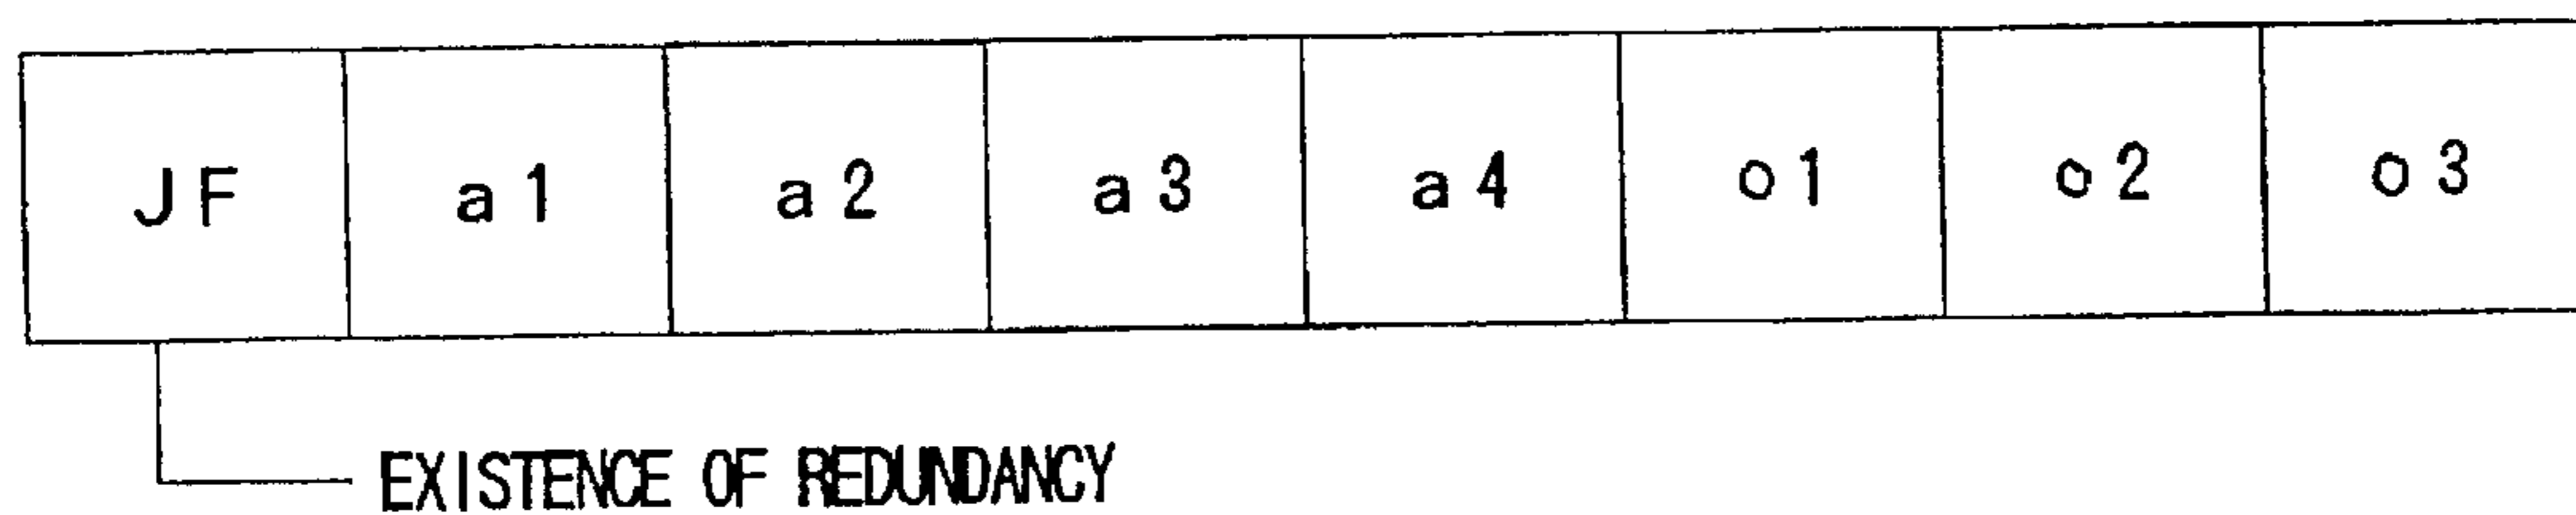 JF a1 a2 a3 a4 o1 o2 o3
EXISTENCE OF REDUNDANCY